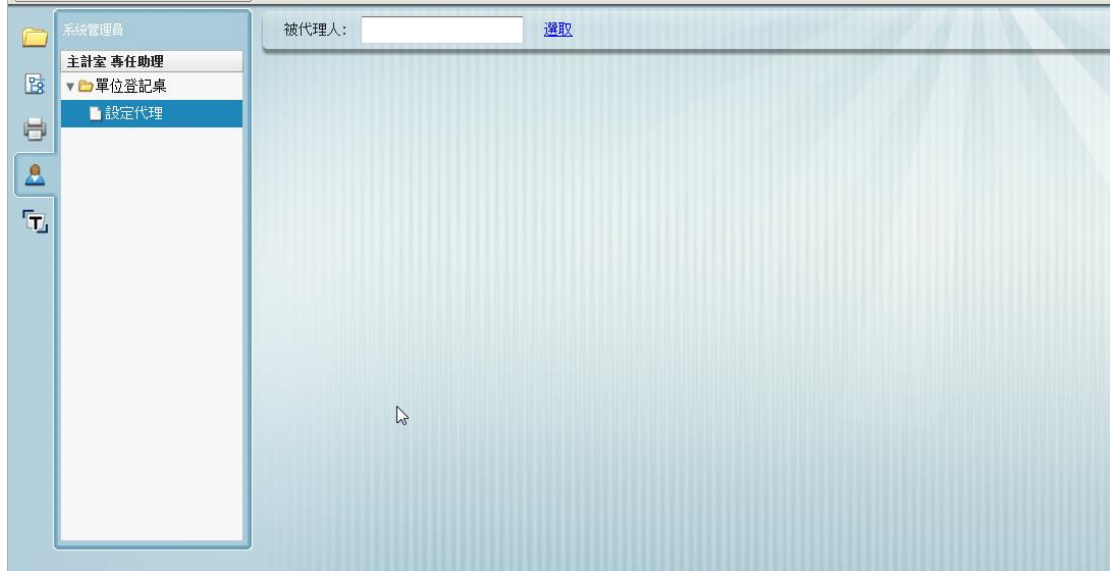 系統管理員
被代理人: 選取
主計室 專任助理
單位登記桌
設定代理
T